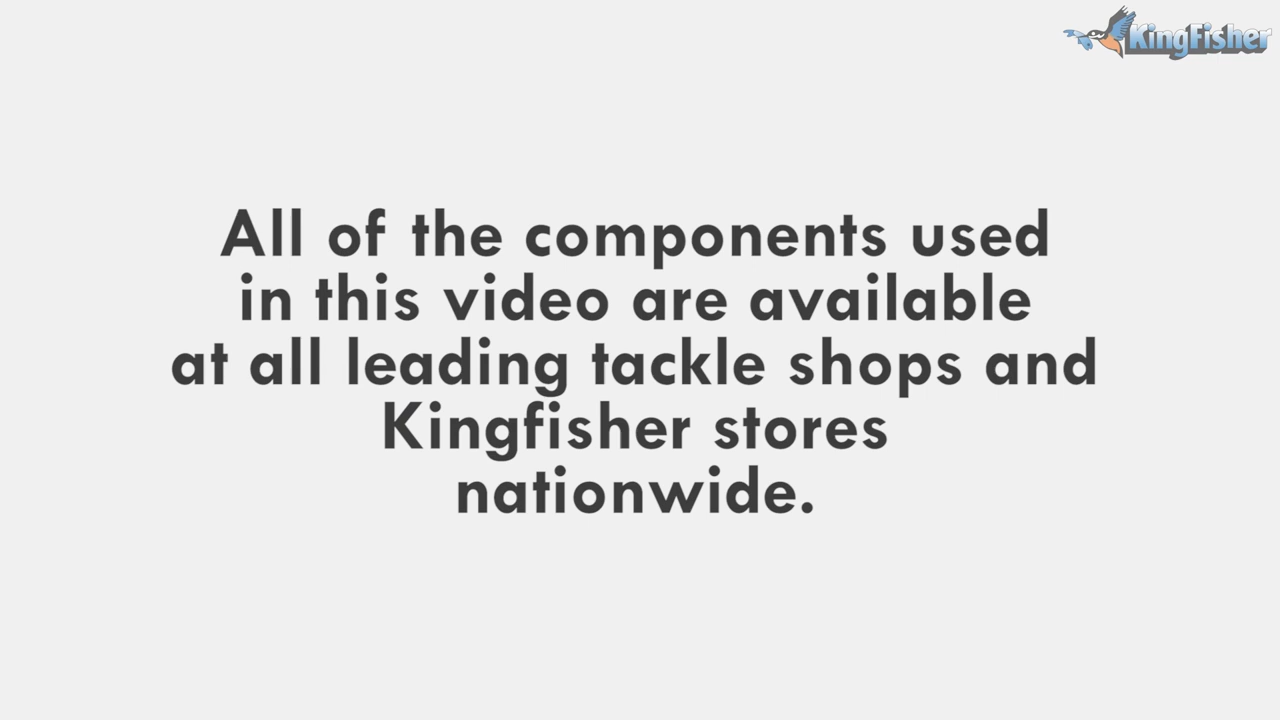 KingFisher
All of the components used
in this video are available
at all leading tackle shops and
Kingfisher stores
nationwide.